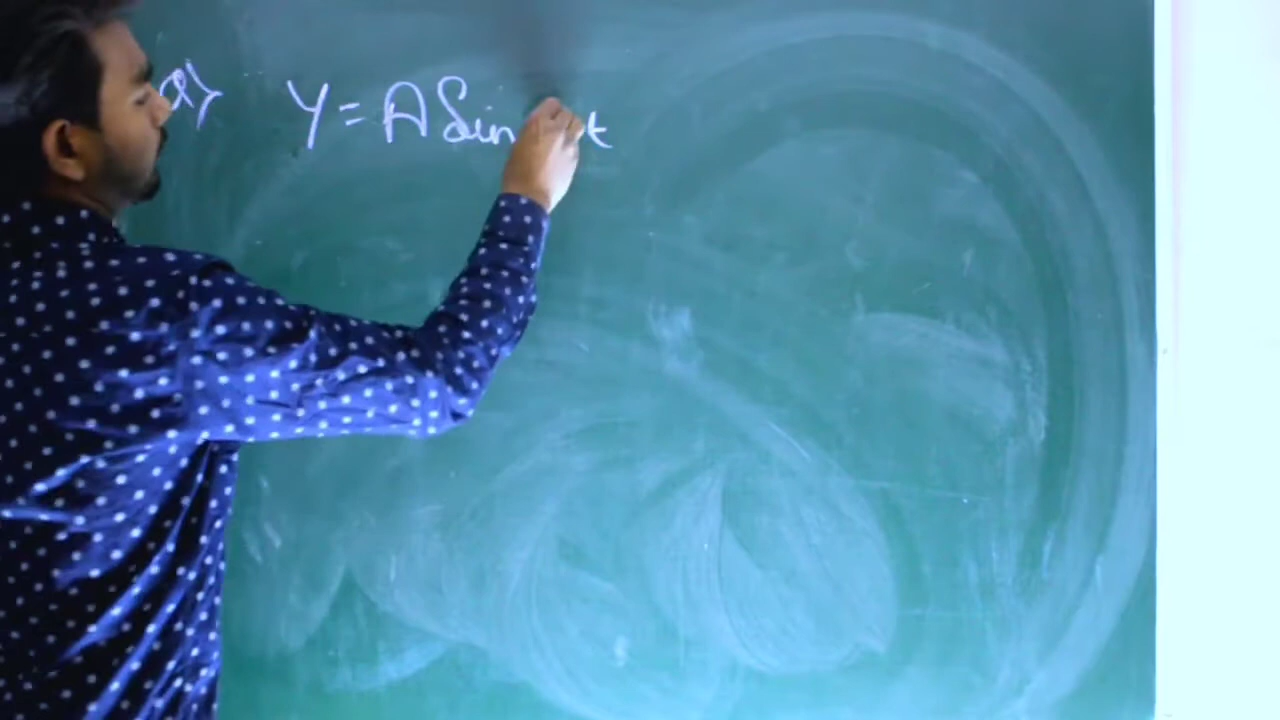 Q) Y = A Sin t